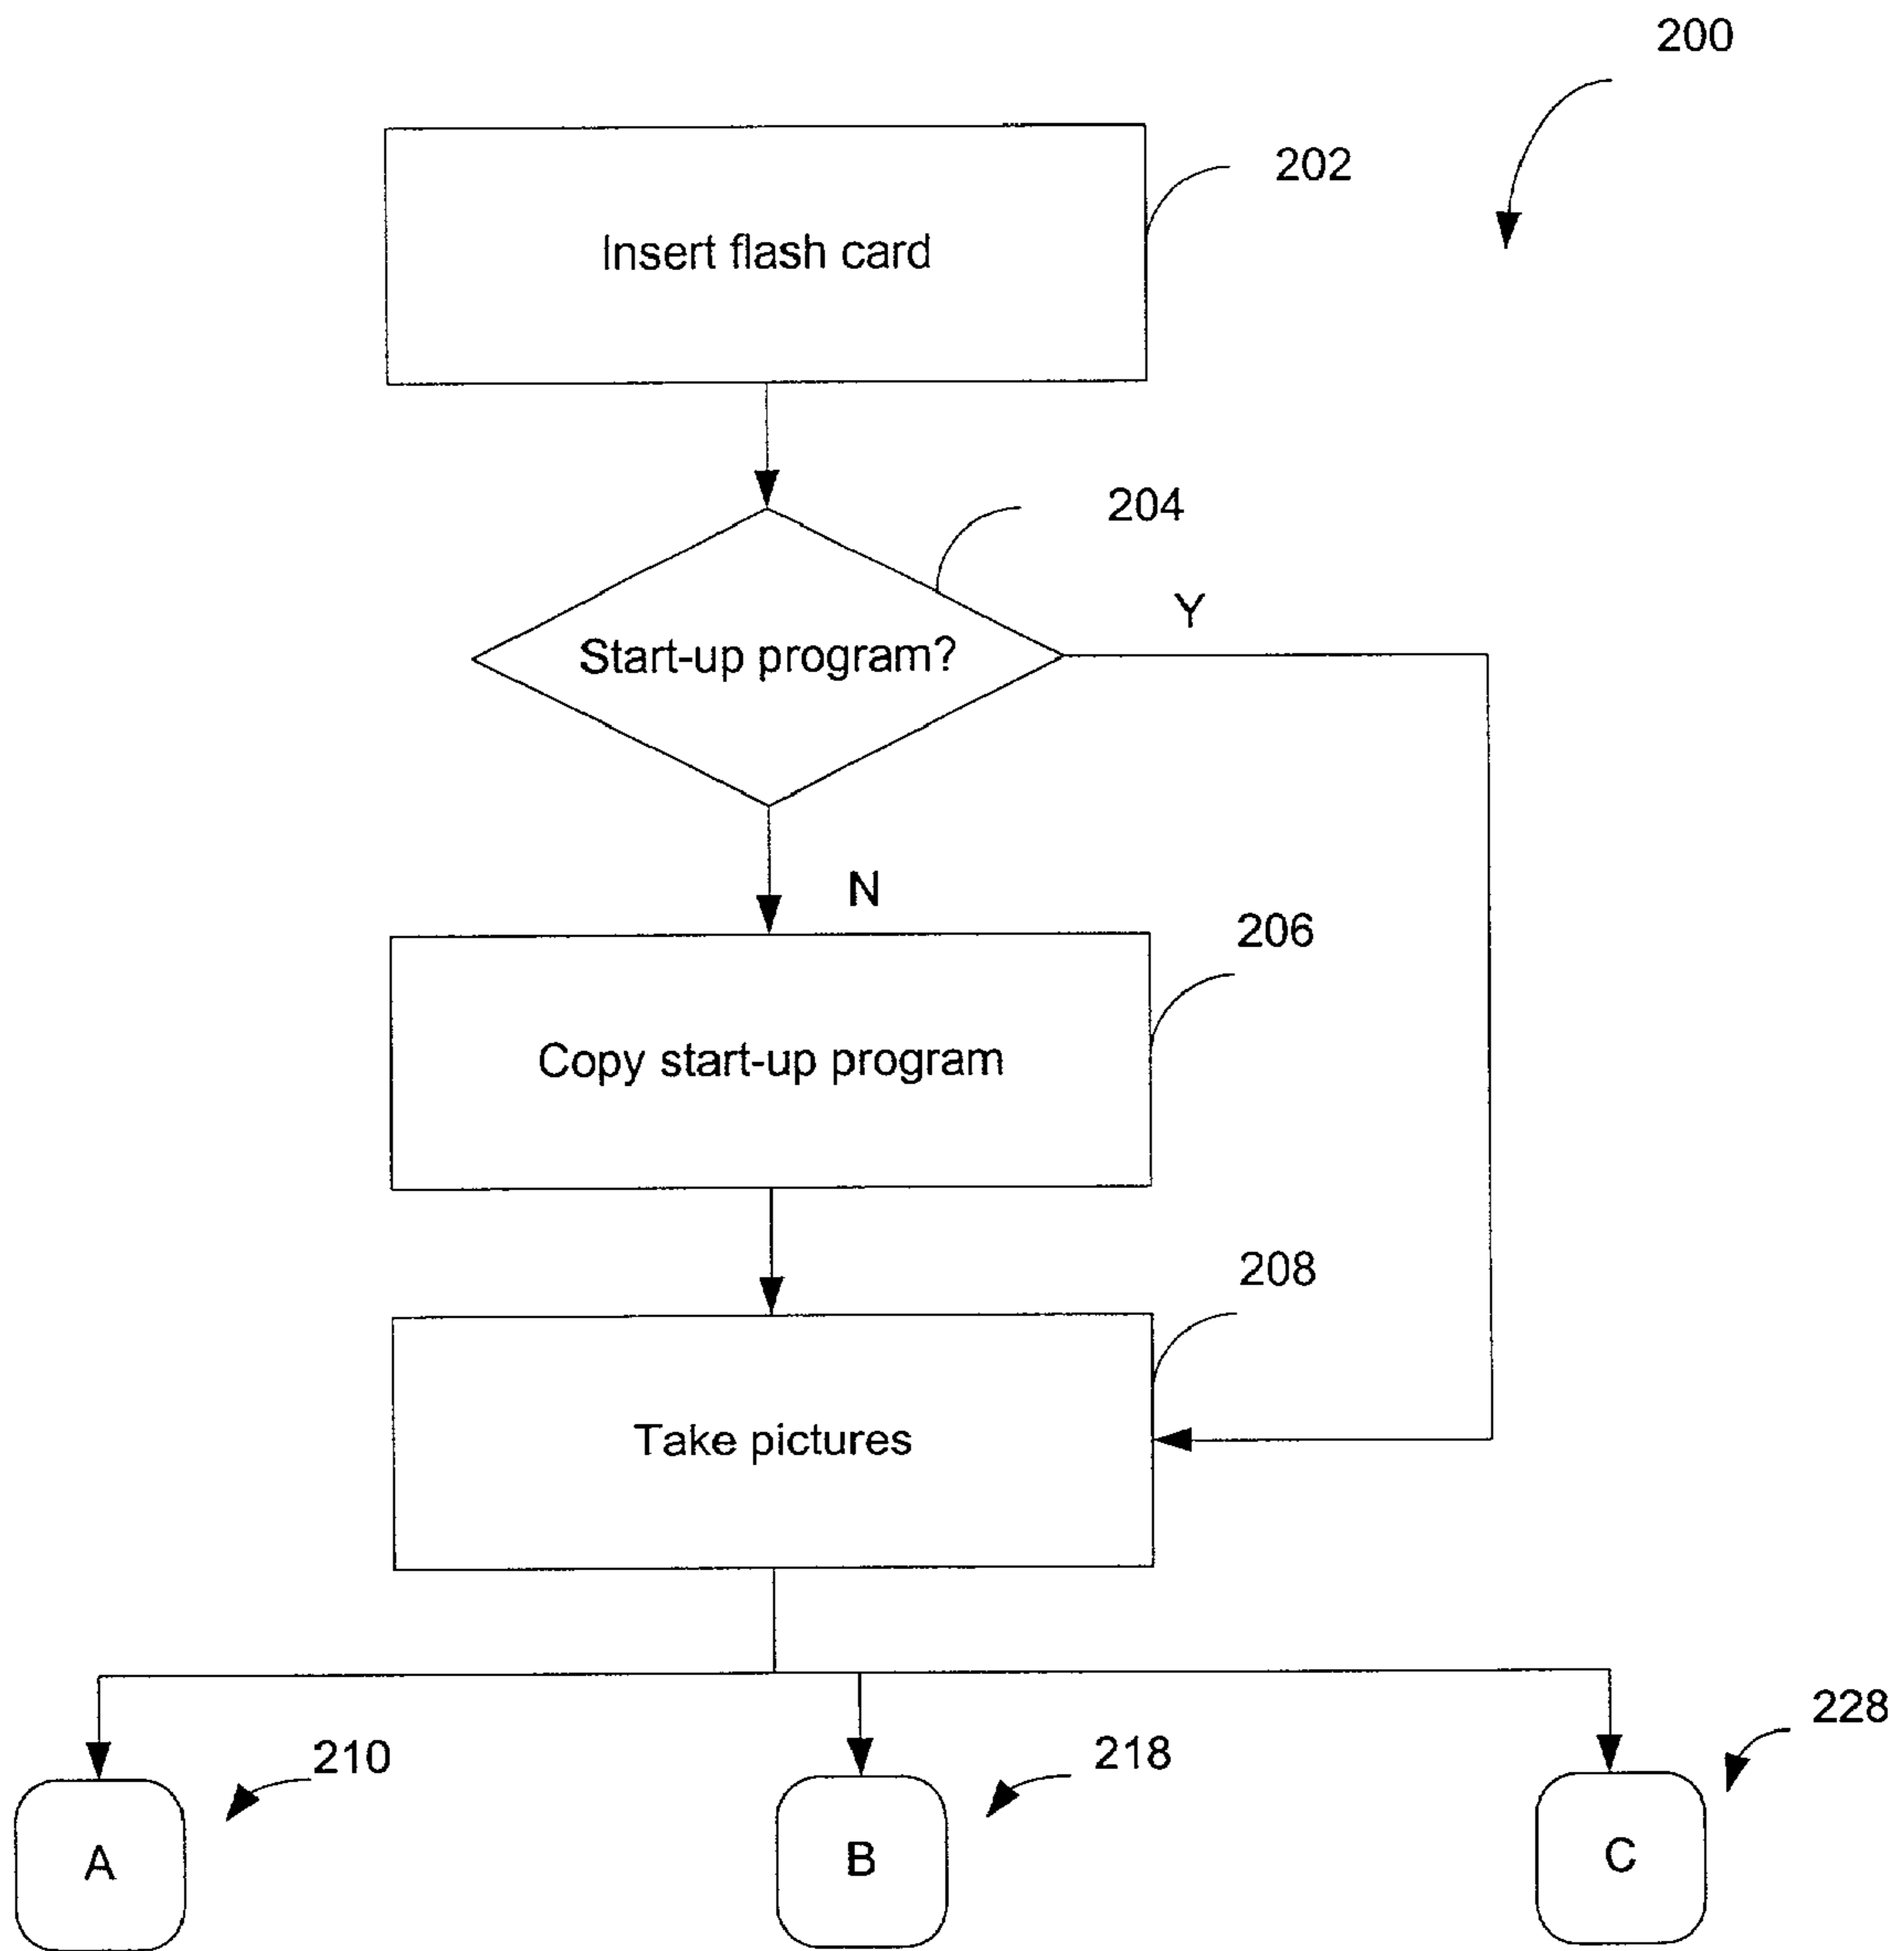 200
202
Insert flash card
204
Y
Start-up program?
N
206
Copy start-up program
208
Take pictures
228
210
218
A
B
C